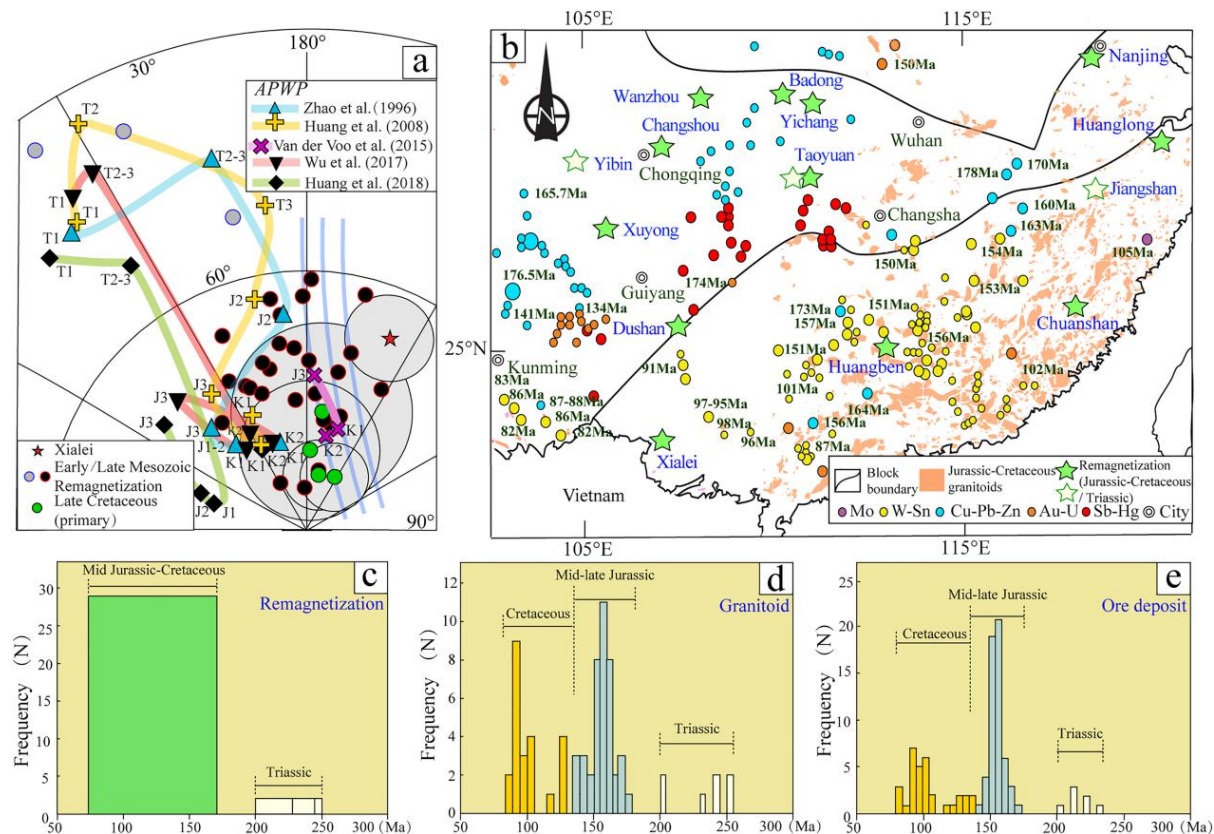 180°
30°
a
APWP
Zhao et al. (1996)
Huang et al. (2008)
Van der Voo et al. (2015)
Wu et al. (2017)
Huang et al. (2018)
T2
T2-3
T2-3
T3
T1
T1
T1
T1
T2-3
60°
J2
J2
J3
J3
K1
J3
J3
J3
K1
K2
K2
J1-2
K1
K1
K2
K1
J2
J1
90°
Xialei
Early/Late Mesozoic
Remagnetization
Late Cretaceous
(primary)
105°E
115°E
b
N
150Ma
Nanjing
Badong
Wanzhou
Yichang
Changshou
Wuhan
Huanglong
Yibin
Chongqing
Taoyuan
170Ma
178Ma
Jiangshan
165.7Ma
160Ma
Changsha
163Ma
Xuyong
150Ma
154Ma
105Ma
176.5Ma
174Ma
153Ma
Guiyang
173Ma
151Ma
141Ma
134Ma
157Ma
Chuanshan
Dushan
156Ma
25°
151Ma
Huangben
Kunming
91Ma
102Ma
83Ma
101Ma
86Ma
87-88Ma
97-95Ma
164Ma
86Ma
98Ma
156Ma
82Ma
82Ma
96Ma
87Ma
Xialei
Vietnam
Block
boundary
Jurassic-Cretaceous
granitoids
Remagnetization
(Jurassic-Cretaceous
/ Triassic)
Mo
W-Sn
Cu-Pb-Zn
Au-U
Sb-Hg
City
105°E
115°E
Mid Jurassic-Cretaceous
c
Remagnetization
Triassic
Frequency (N)
30
25
20
15
10
5
0
50
100
150
200
250
300 (Ma)
Mid-late Jurassic
d
Cretaceous
Granitoid
Triassic
Frequency (N)
12
10
8
6
4
2
0
50
100
150
200
250
300 (Ma)
Mid-late Jurassic
e
Cretaceous
Ore deposit
Triassic
Frequency (N)
25
20
15
10
5
0
50
100
150
200
250
300 (Ma)